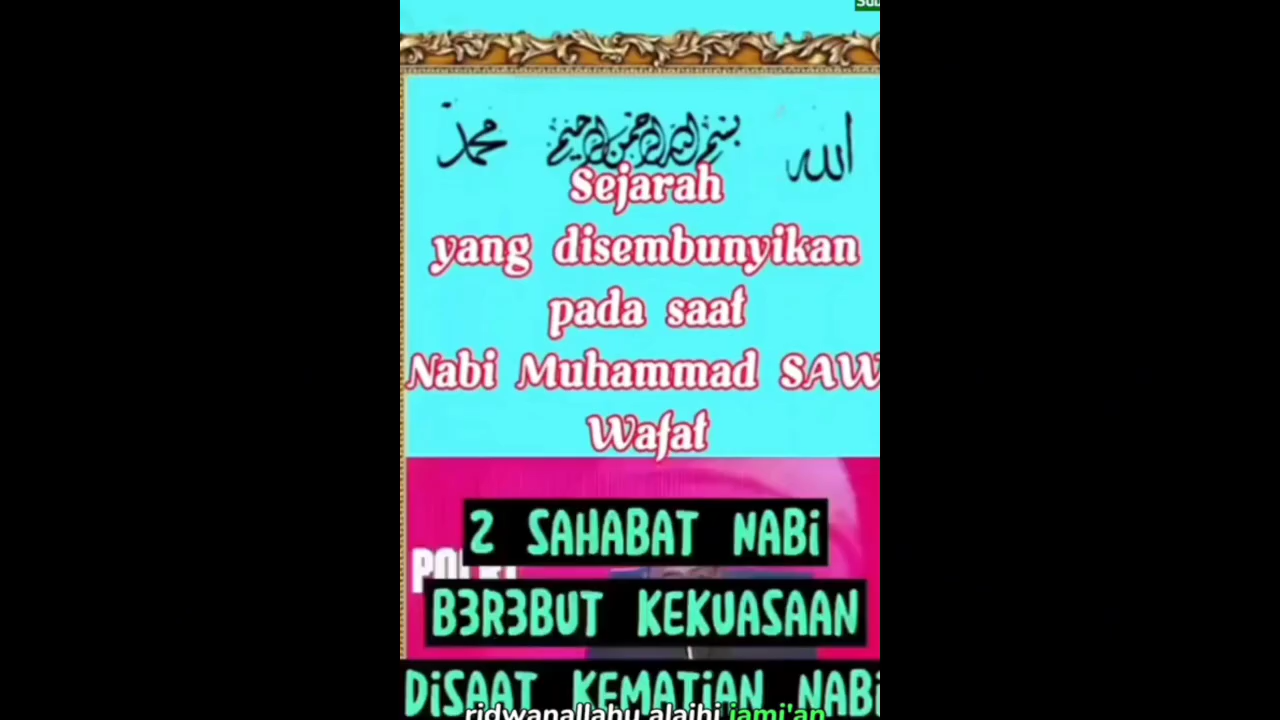 الله
بسم الله الرحمن الرحيم
محمد
Sejarah
yang disembunyikan
pada saat
Nabi Muhammad SAW
Wafat
2 SAHABAT NABi
B3R3BUT KEKUASAAN
DiSAAT KEMATiAN NABi
ridwanallahu alaihi jami'an